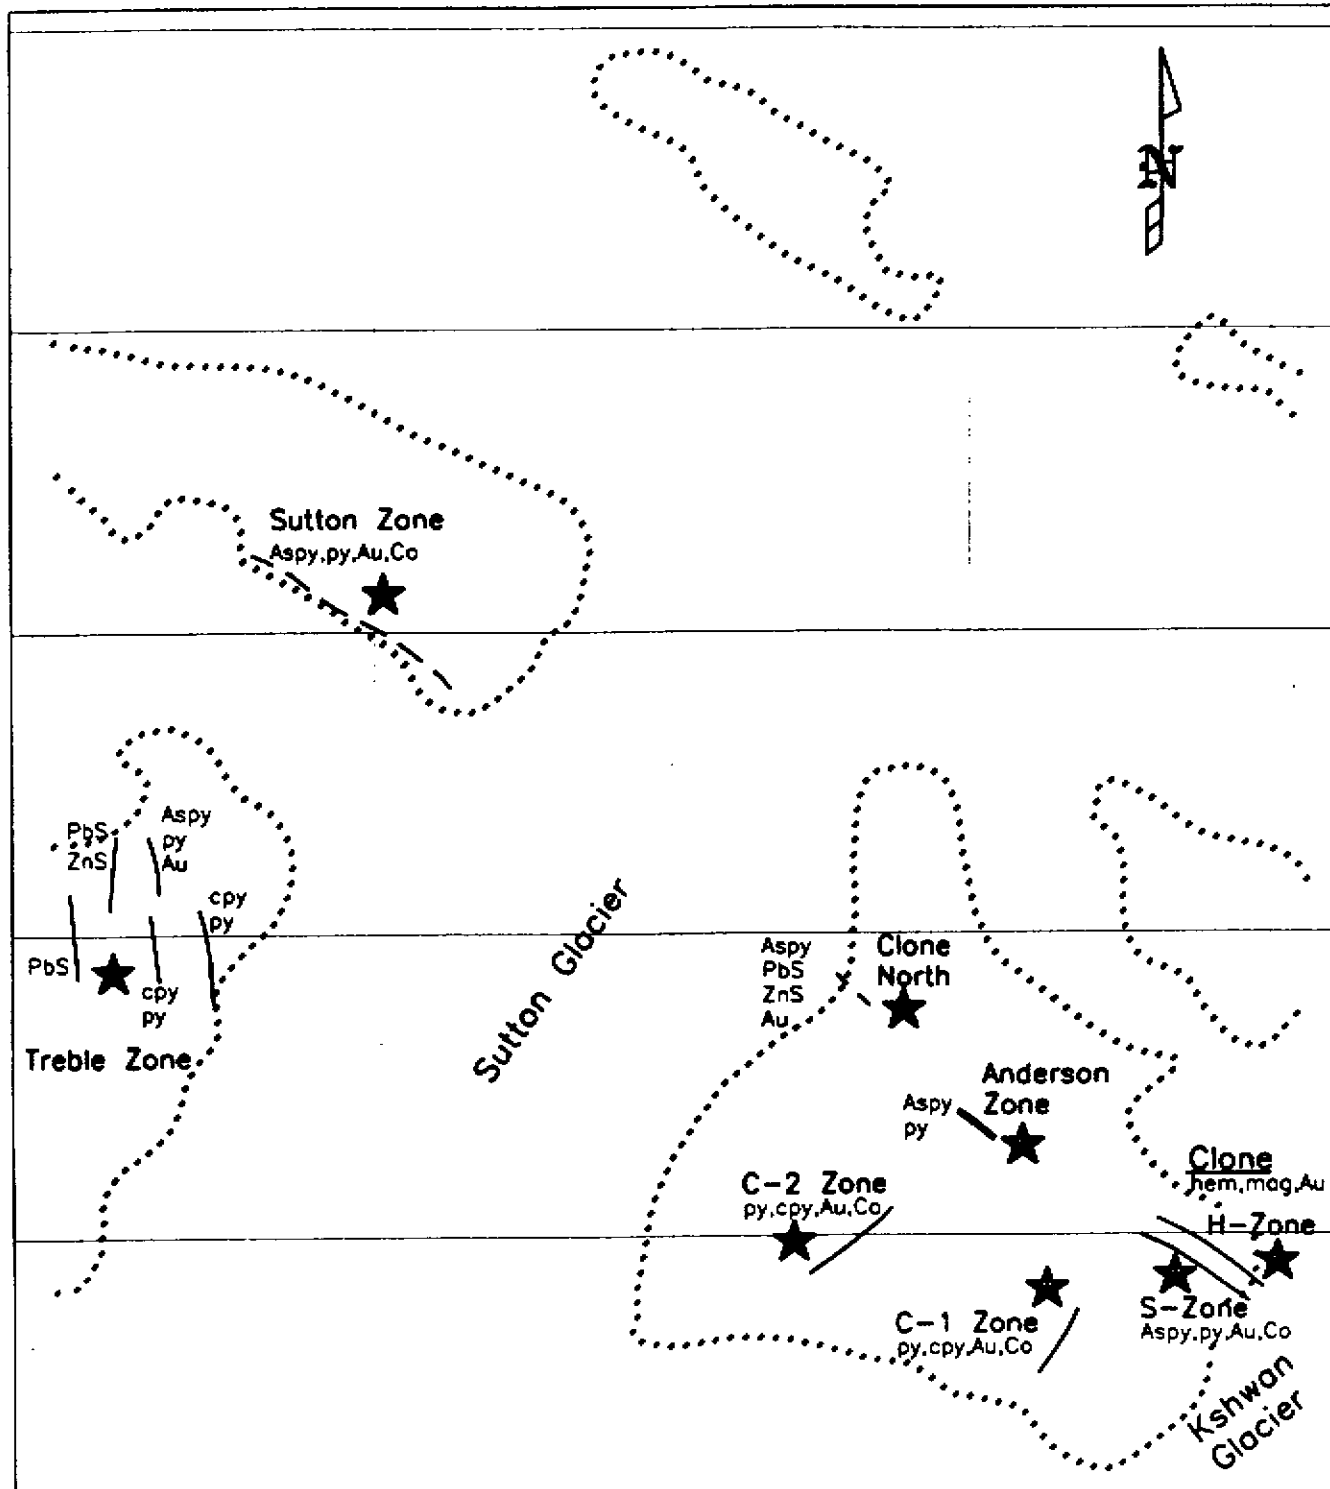 N
Sutton Zone
Aspy,py,Au,Co
PbS
ZnS
Aspy
py
Au
cpy
py
PbS
cpy
py
Treble Zone
Sutton Glacier
Aspy
PbS
ZnS
Au
Clone
North
Anderson
Zone
Aspy
py
C-2 Zone
py,cpy,Au,Co
Clone
hem,mag,Au
H-Zone
C-1 Zone
py,cpy,Au,Co
S-Zone
Aspy,py,Au,Co
Kshwan
Glacier